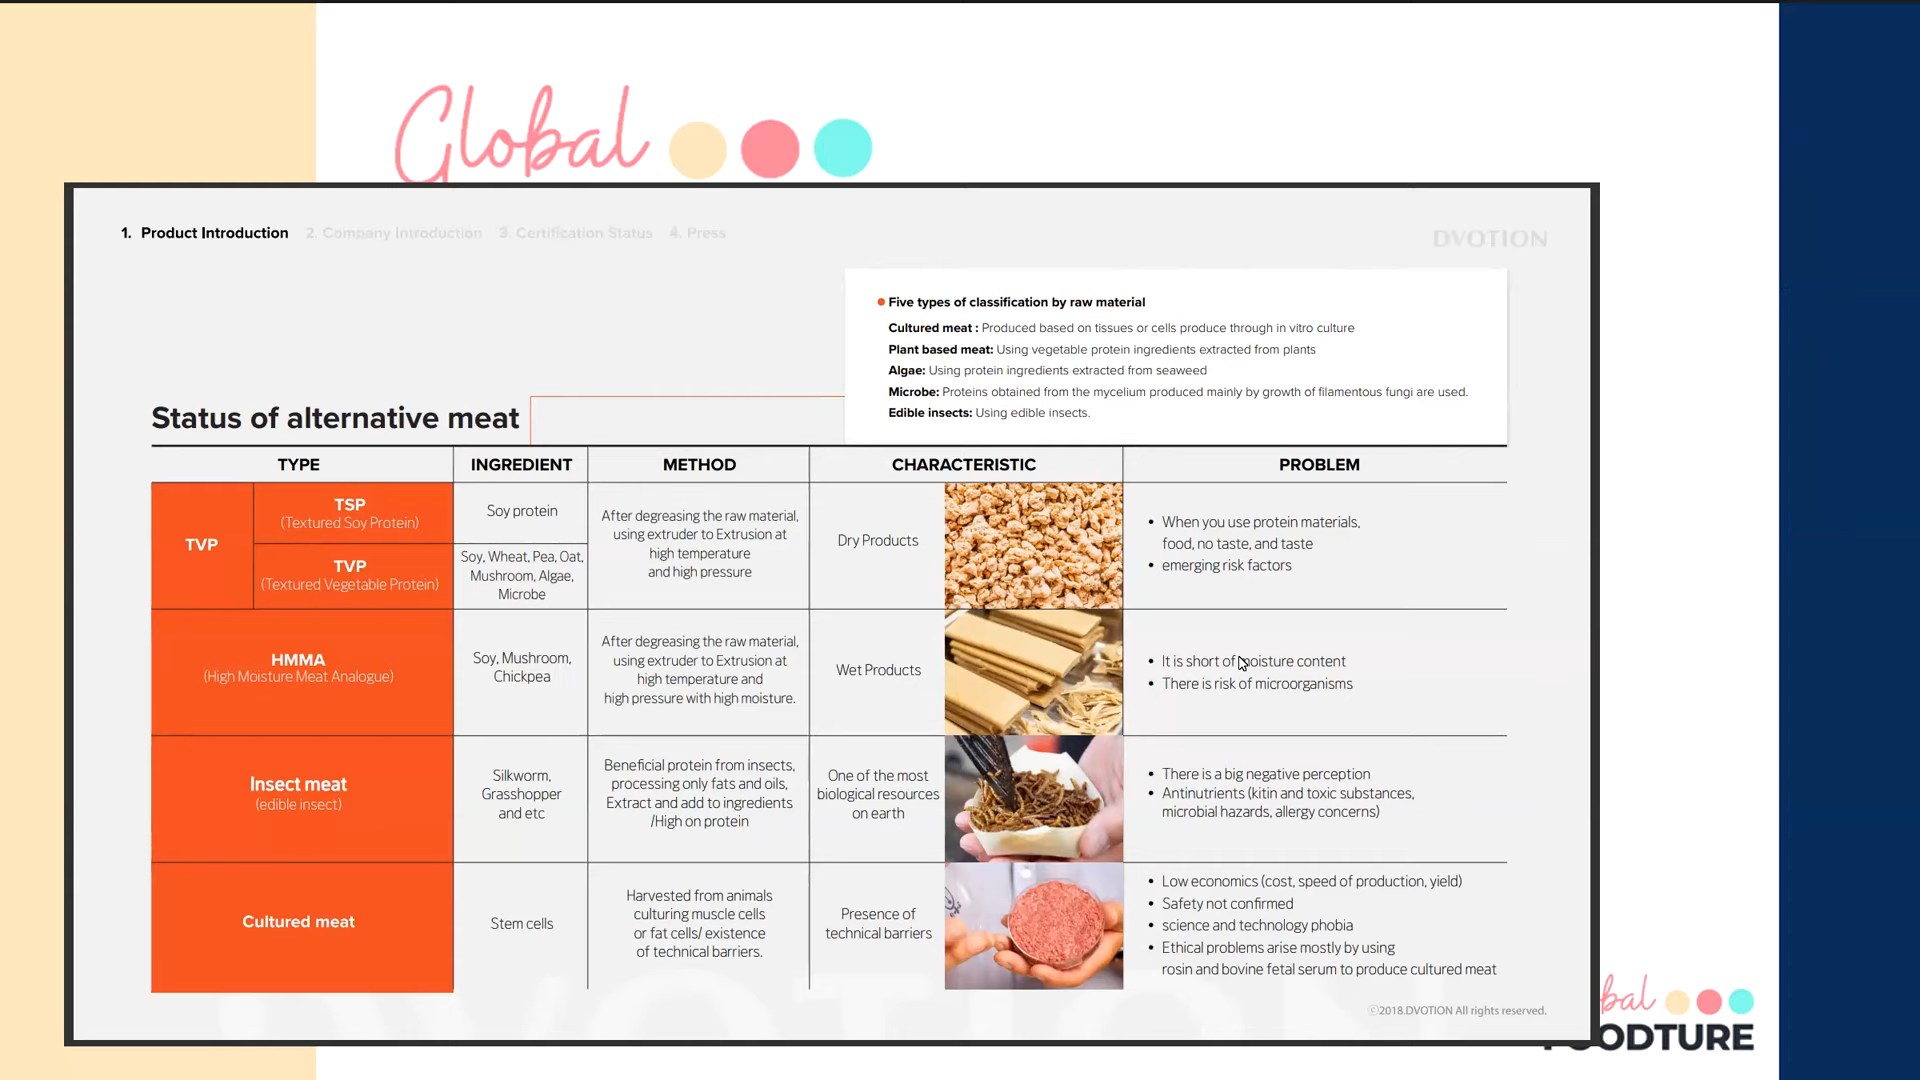 Global
1. Product Introduction 2. Company Introduction 3. Certification Status 4. Press
DVOTION
Five types of classification by raw material
Cultured meat : Produced based on tissues or cells produce through in vitro culture
Plant based meat: Using vegetable protein ingredients extracted from plants
Algae: Using protein ingredients extracted from seaweed
Microbe: Proteins obtained from the mycelium produced mainly by growth of filamentous fungi are used.
Edible insects: Using edible insects.
Status of alternative meat
TYPE INGREDIENT METHOD CHARACTERISTIC PROBLEM
TVP
TSP
(Textured Soy Protein)
Soy protein
TVP
(Textured Vegetable Protein)
Soy, Wheat, Pea, Oat,
Mushroom, Algae,
Microbe
After degreasing the raw material,
using extruder to Extrusion at
high temperature
and high pressure
Dry Products
• When you use protein materials,
food, no taste, and taste
• emerging risk factors
HMMA
(High Moisture Meat Analogue)
Soy, Mushroom,
Chickpea
After degreasing the raw material,
using extruder to Extrusion at
high temperature and
high pressure with high moisture.
Wet Products
• It is short of moisture content
• There is risk of microorganisms
Insect meat
(edible insect)
Silkworm,
Grasshopper
and etc
Beneficial protein from insects,
processing only fats and oils,
Extract and add to ingredients
/High on protein
One of the most
biological resources
on earth
• There is a big negative perception
• Antinutrients (kitin and toxic substances,
microbial hazards, allergy concerns)
Cultured meat
Stem cells
Harvested from animals
culturing muscle cells
or fat cells/ existence
of technical barriers.
Presence of
technical barriers
• Low economics (cost, speed of production, yield)
• Safety not confirmed
• science and technology phobia
• Ethical problems arise mostly by using
rosin and bovine fetal serum to produce cultured meat
©2018.DVOTION All rights reserved.
bal
FOODTURE